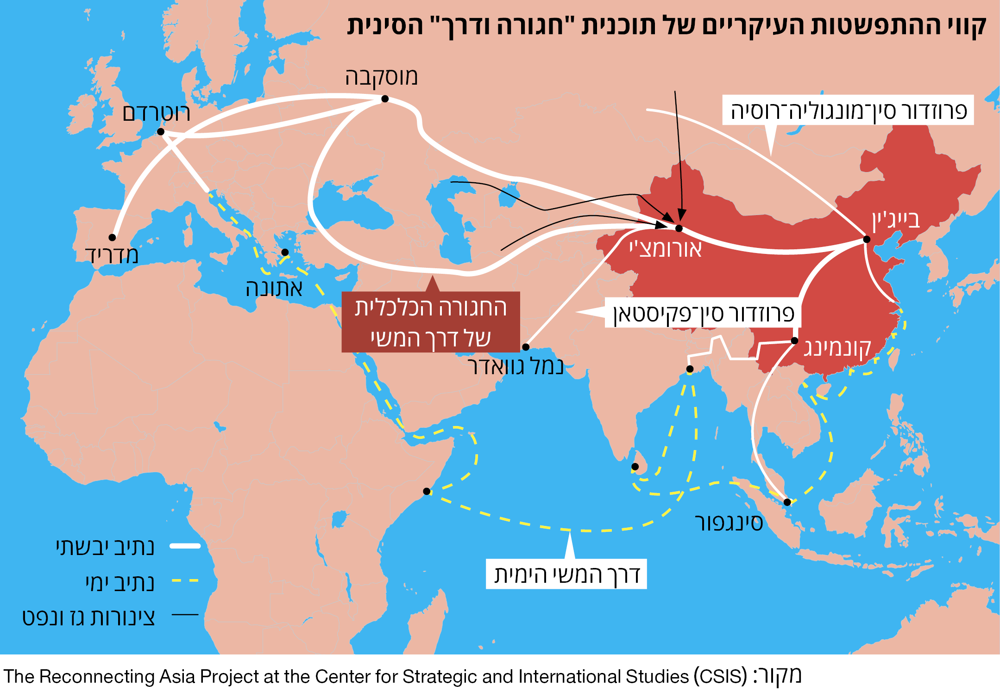 קווי ההתפשטות העיקריים של תוכנית "חגורה ודרך" הסינית
מוסקבה
פרוזדור סין־מונגוליה־רוסיה
רוטרדם
בייג'ין
אורומצ'י
מדריד
אתונה
החגורה הכלכלית
של דרך המשי
פרוזדור סין־פקיסטאן
קונמינג
נמל גוואדר
סינגפור
נתיב יבשתי
דרך המשי הימית
נתיב ימי
צינורות גז ונפט
מקור: The Reconnecting Asia Project at the Center for Strategic and International Studies (CSIS)